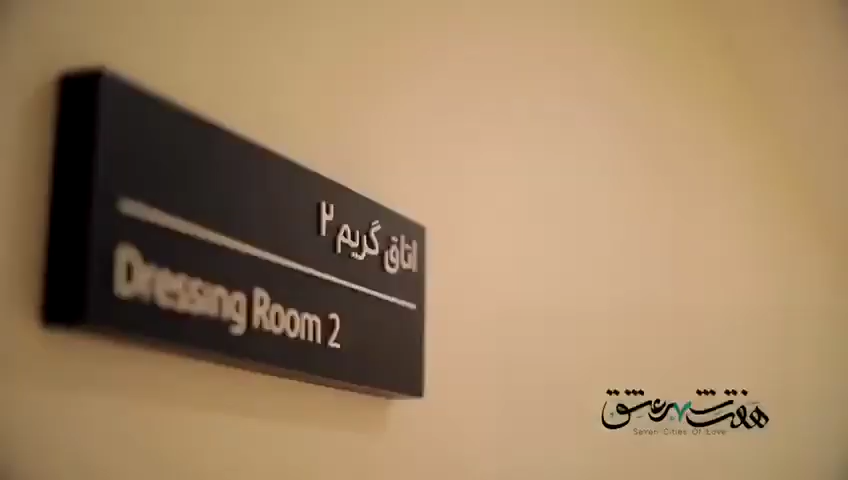 اتاق گریم ۲
Dressing Room 2
هفت شهر عشق
Seven Cities Of Love